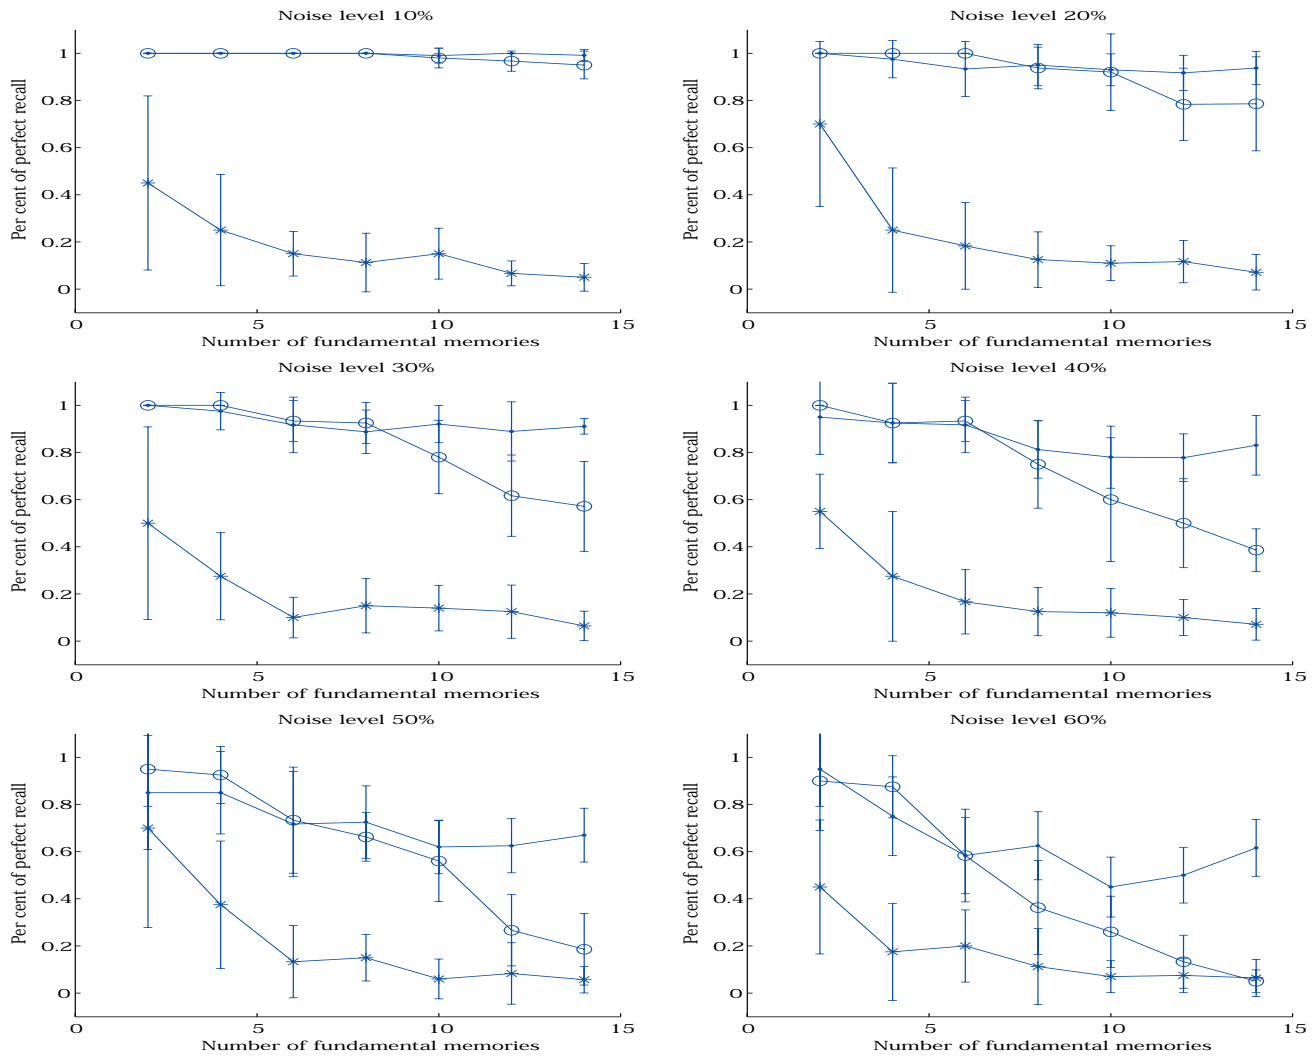 Noise level 10%
Per cent of perfect recall
1
0.8
0.6
0.4
0.2
0
0 5 10 15
Number of fundamental memories
Noise level 20%
Per cent of perfect recall
1
0.8
0.6
0.4
0.2
0
0 5 10 15
Number of fundamental memories
Noise level 30%
Per cent of perfect recall
1
0.8
0.6
0.4
0.2
0
0 5 10 15
Number of fundamental memories
Noise level 40%
Per cent of perfect recall
1
0.8
0.6
0.4
0.2
0
0 5 10 15
Number of fundamental memories
Noise level 50%
Per cent of perfect recall
1
0.8
0.6
0.4
0.2
0
0 5 10 15
Number of fundamental memories
Noise level 60%
Per cent of perfect recall
1
0.8
0.6
0.4
0.2
0
0 5 10 15
Number of fundamental memories